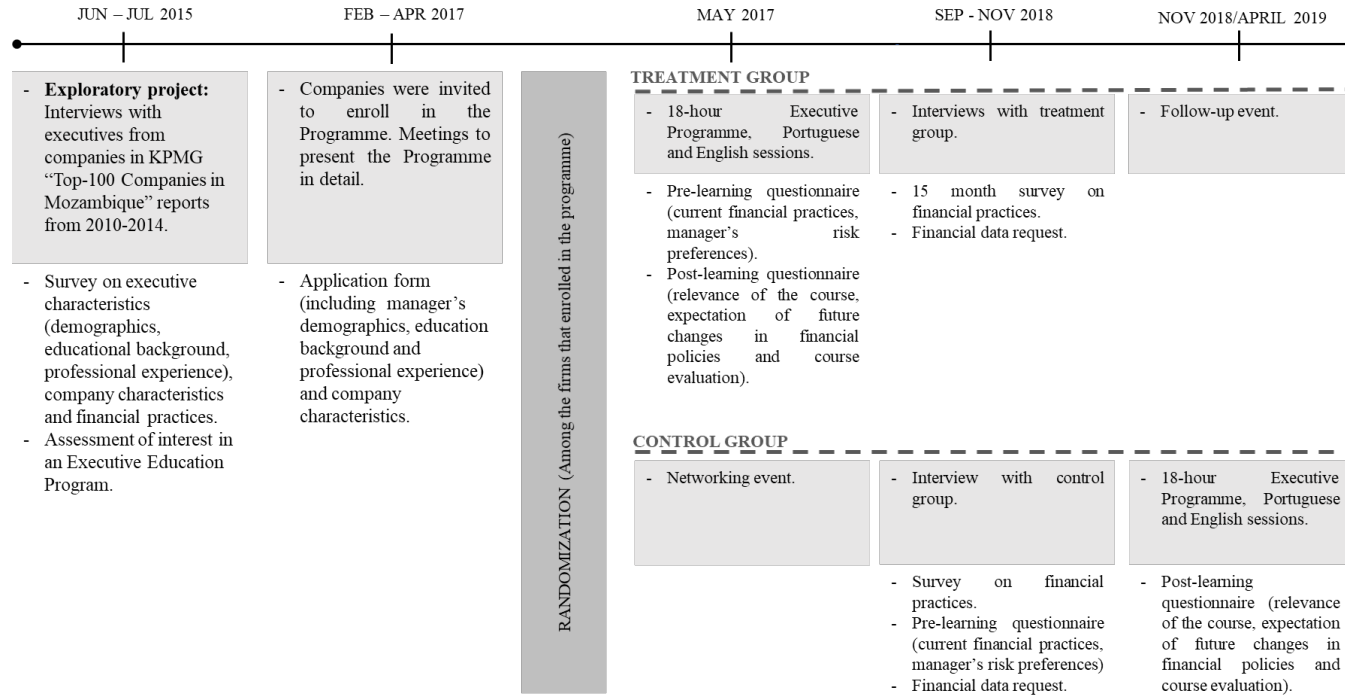 JUN – JUL 2015
FEB – APR 2017
MAY 2017
SEP - NOV 2018
NOV 2018/APRIL 2019
- Exploratory project:
Interviews with
executives from
companies in KPMG
“Top-100 Companies in
Mozambique” reports
from 2010-2014.
- Survey on executive
characteristics
(demographics,
educational background,
professional experience),
company characteristics
and financial practices.
- Assessment of interest in
an Executive Education
Program.
- Companies were invited
to enroll in the
Programme. Meetings to
present the Programme
in detail.
- Application form
(including manager’s
demographics, education
background and
professional experience)
and company
characteristics.
RANDOMIZATION (Among the firms that enrolled in the programme)
TREATMENT GROUP
- 18-hour Executive
Programme, Portuguese
and English sessions.
- Pre-learning questionnaire
(current financial practices,
manager’s risk
preferences).
- Post-learning questionnaire
(relevance of the course,
expectation of future
changes in financial
policies and course
evaluation).
- Interviews with treatment
group.
- 15 month survey on
financial practices.
- Financial data request.
- Follow-up event.
CONTROL GROUP
- Networking event.
- Interview with control
group.
- Survey on financial
practices.
- Pre-learning questionnaire
(current financial practices,
manager’s risk preferences)
- Financial data request.
- 18-hour Executive
Programme, Portuguese
and English sessions.
- Post-learning
questionnaire (relevance
of the course, expectation
of future changes in
financial policies and
course evaluation).